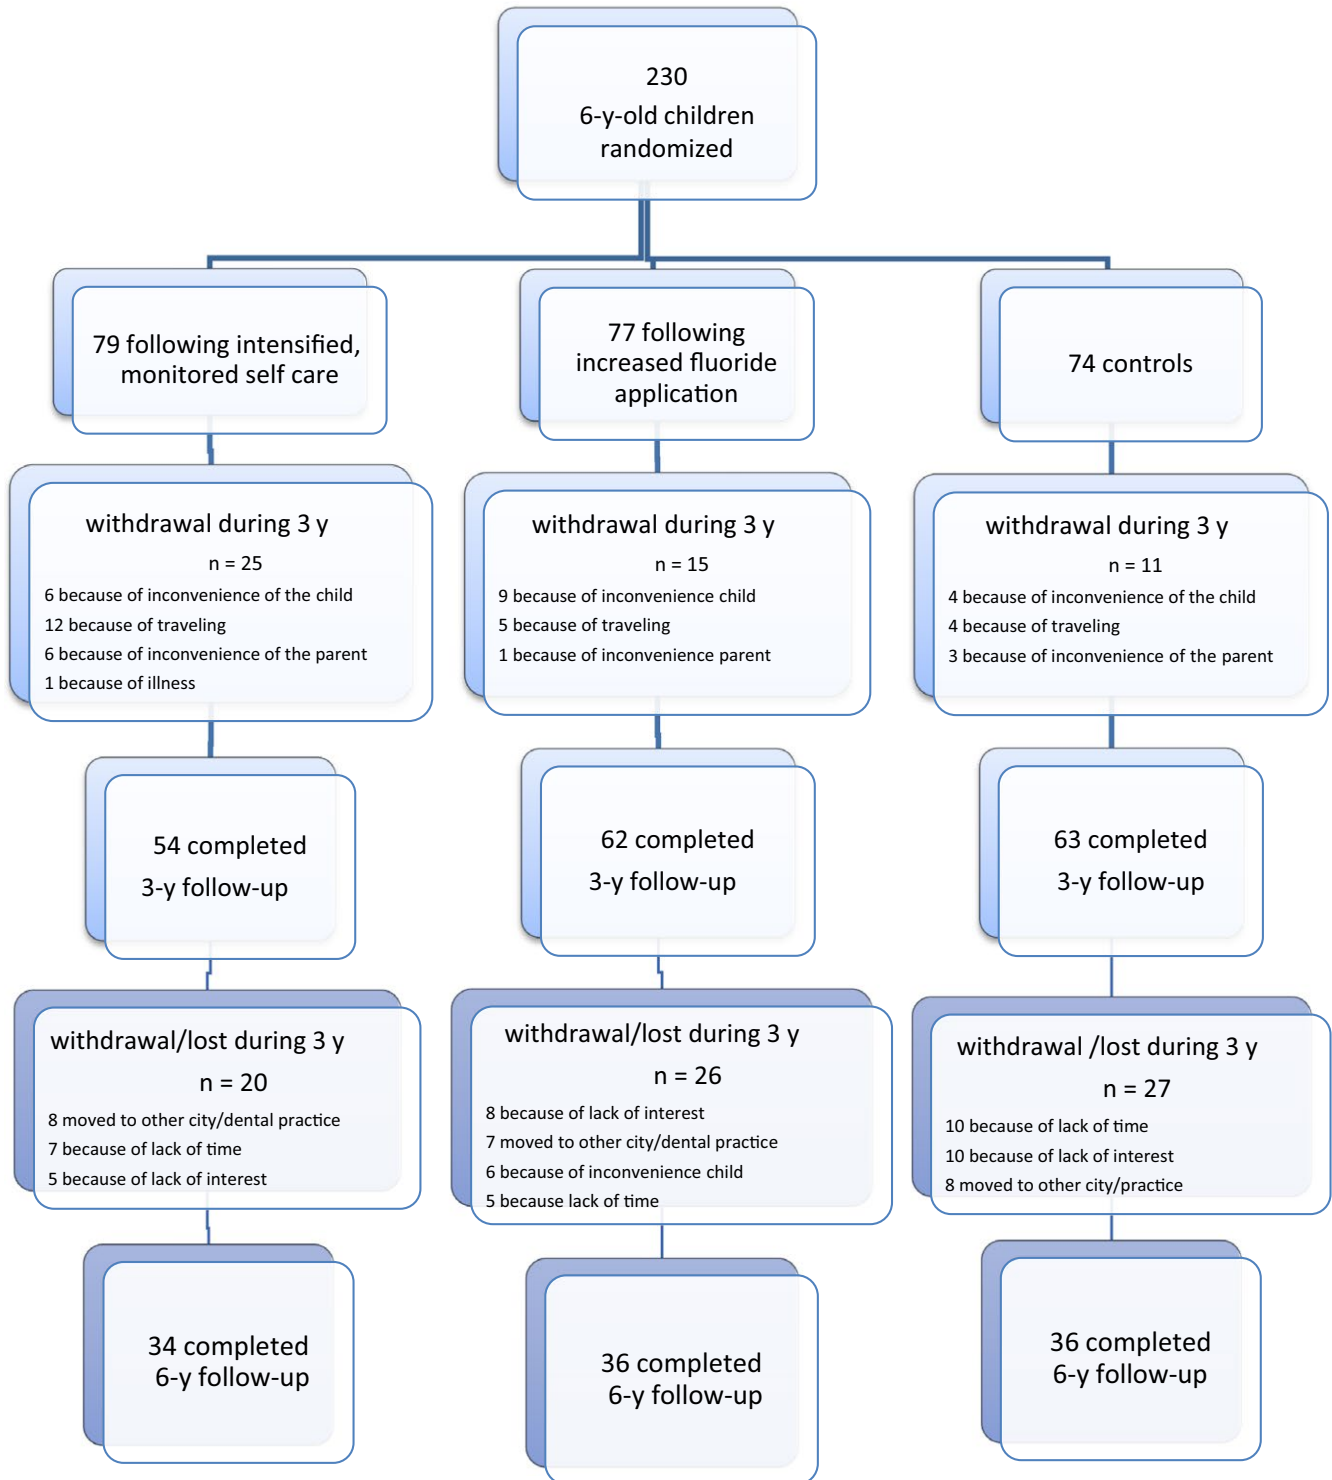 230
6-y-old children
randomized
79 following intensified,
monitored self care
77 following
increased fluoride
application
74 controls
withdrawal during 3 y
n = 25
6 because of inconvenience of the child
12 because of traveling
6 because of inconvenience of the parent
1 because of illness
withdrawal during 3 y
n = 15
9 because of inconvenience child
5 because of traveling
1 because of inconvenience parent
withdrawal during 3 y
n = 11
4 because of inconvenience of the child
4 because of traveling
3 because of inconvenience of the parent
54 completed
3-y follow-up
62 completed
3-y follow-up
63 completed
3-y follow-up
withdrawal/lost during 3 y
n = 20
8 moved to other city/dental practice
7 because of lack of time
5 because of lack of interest
withdrawal/lost during 3 y
n = 26
8 because of lack of interest
7 moved to other city/dental practice
6 because of inconvenience child
5 because lack of time
withdrawal /lost during 3 y
n = 27
10 because of lack of time
10 because of lack of interest
8 moved to other city/practice
34 completed
6-y follow-up
36 completed
6-y follow-up
36 completed
6-y follow-up